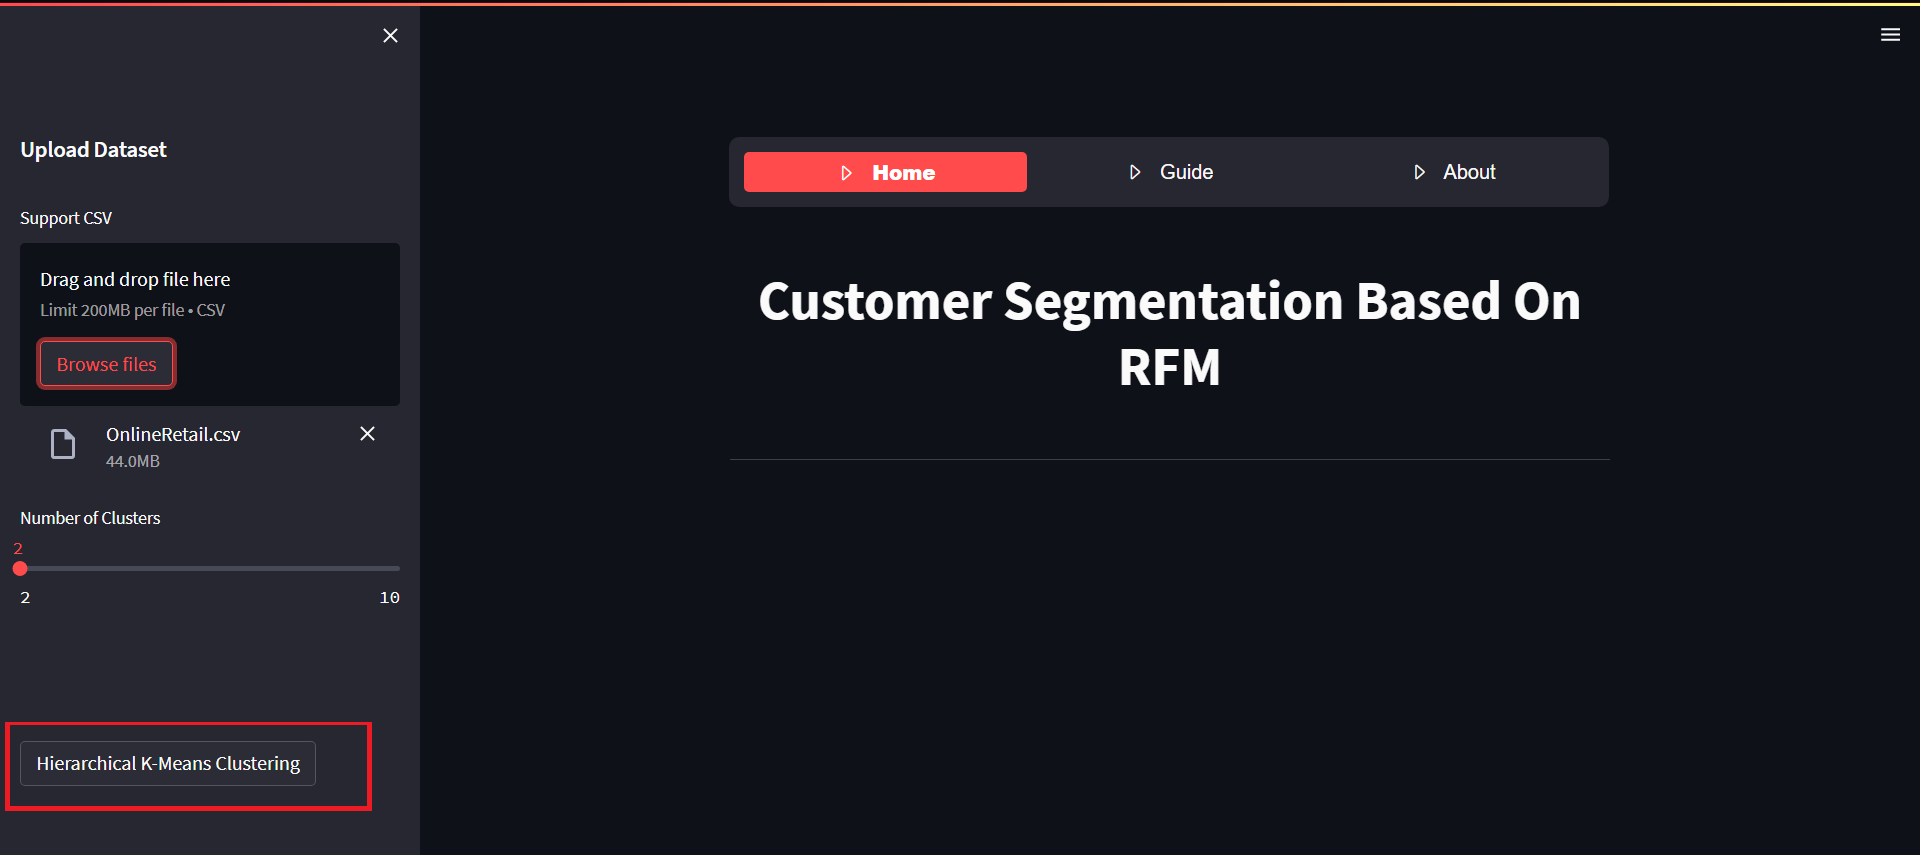 Upload Dataset
Support CSV
Drag and drop file here
Limit 200MB per file • CSV
Browse files
OnlineRetail.csv
44.0MB
Number of Clusters
2
2 10
Hierarchical K-Means Clustering
Home Guide About
Customer Segmentation Based On
RFM